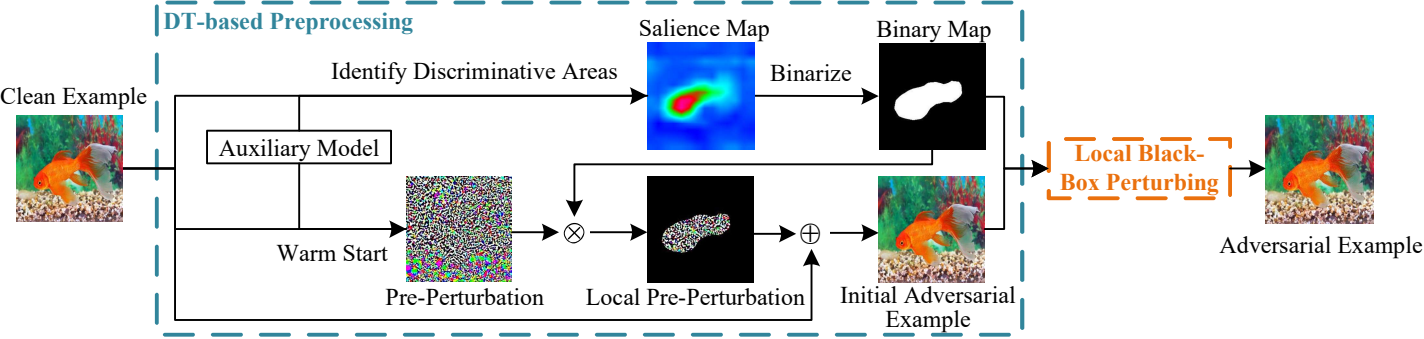 DT-based Preprocessing
Salience Map
Binary Map
Identify Discriminative Areas
Binarize
Clean Example
Auxiliary Model
Local Black-
Box Perturbing
Warm Start
Pre-Perturbation
Local Pre-Perturbation
Initial Adversarial
Example
Adversarial Example